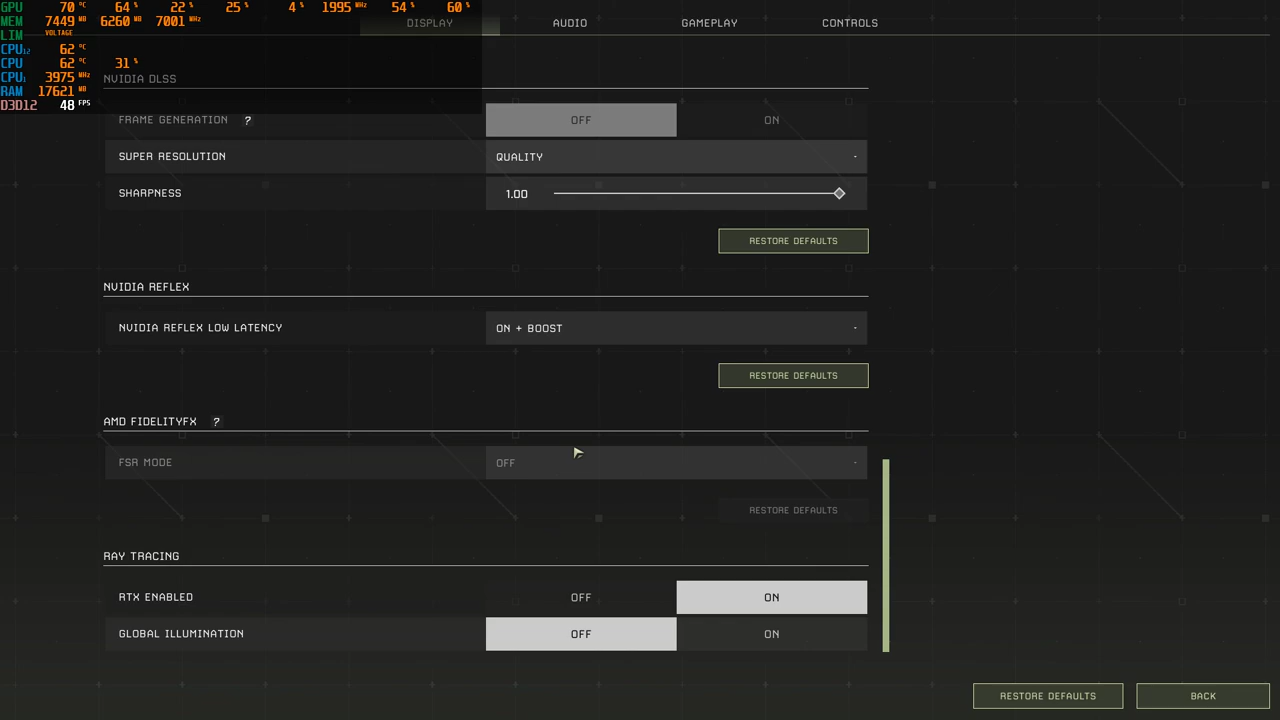 GPU 70 °C 64 % 22 % 25 % 4 % 1995 MHz 54 % 60 %
MEM 7449 MB 6260 MB 7001 MHz
LIM VOLTAGE
CPU12 62 °C
CPU 62 °C 31 %
CPU1 3975 MHz
RAM 17621 MB
D3D12 48 FPS
DISPLAY AUDIO GAMEPLAY CONTROLS
NVIDIA DLSS
FRAME GENERATION ? OFF ON
SUPER RESOLUTION QUALITY
SHARPNESS 1.00
RESTORE DEFAULTS
NVIDIA REFLEX
NVIDIA REFLEX LOW LATENCY ON + BOOST
RESTORE DEFAULTS
AMD FIDELITYFX ?
FSR MODE OFF
RESTORE DEFAULTS
RAY TRACING
RTX ENABLED OFF ON
GLOBAL ILLUMINATION OFF ON
RESTORE DEFAULTS BACK